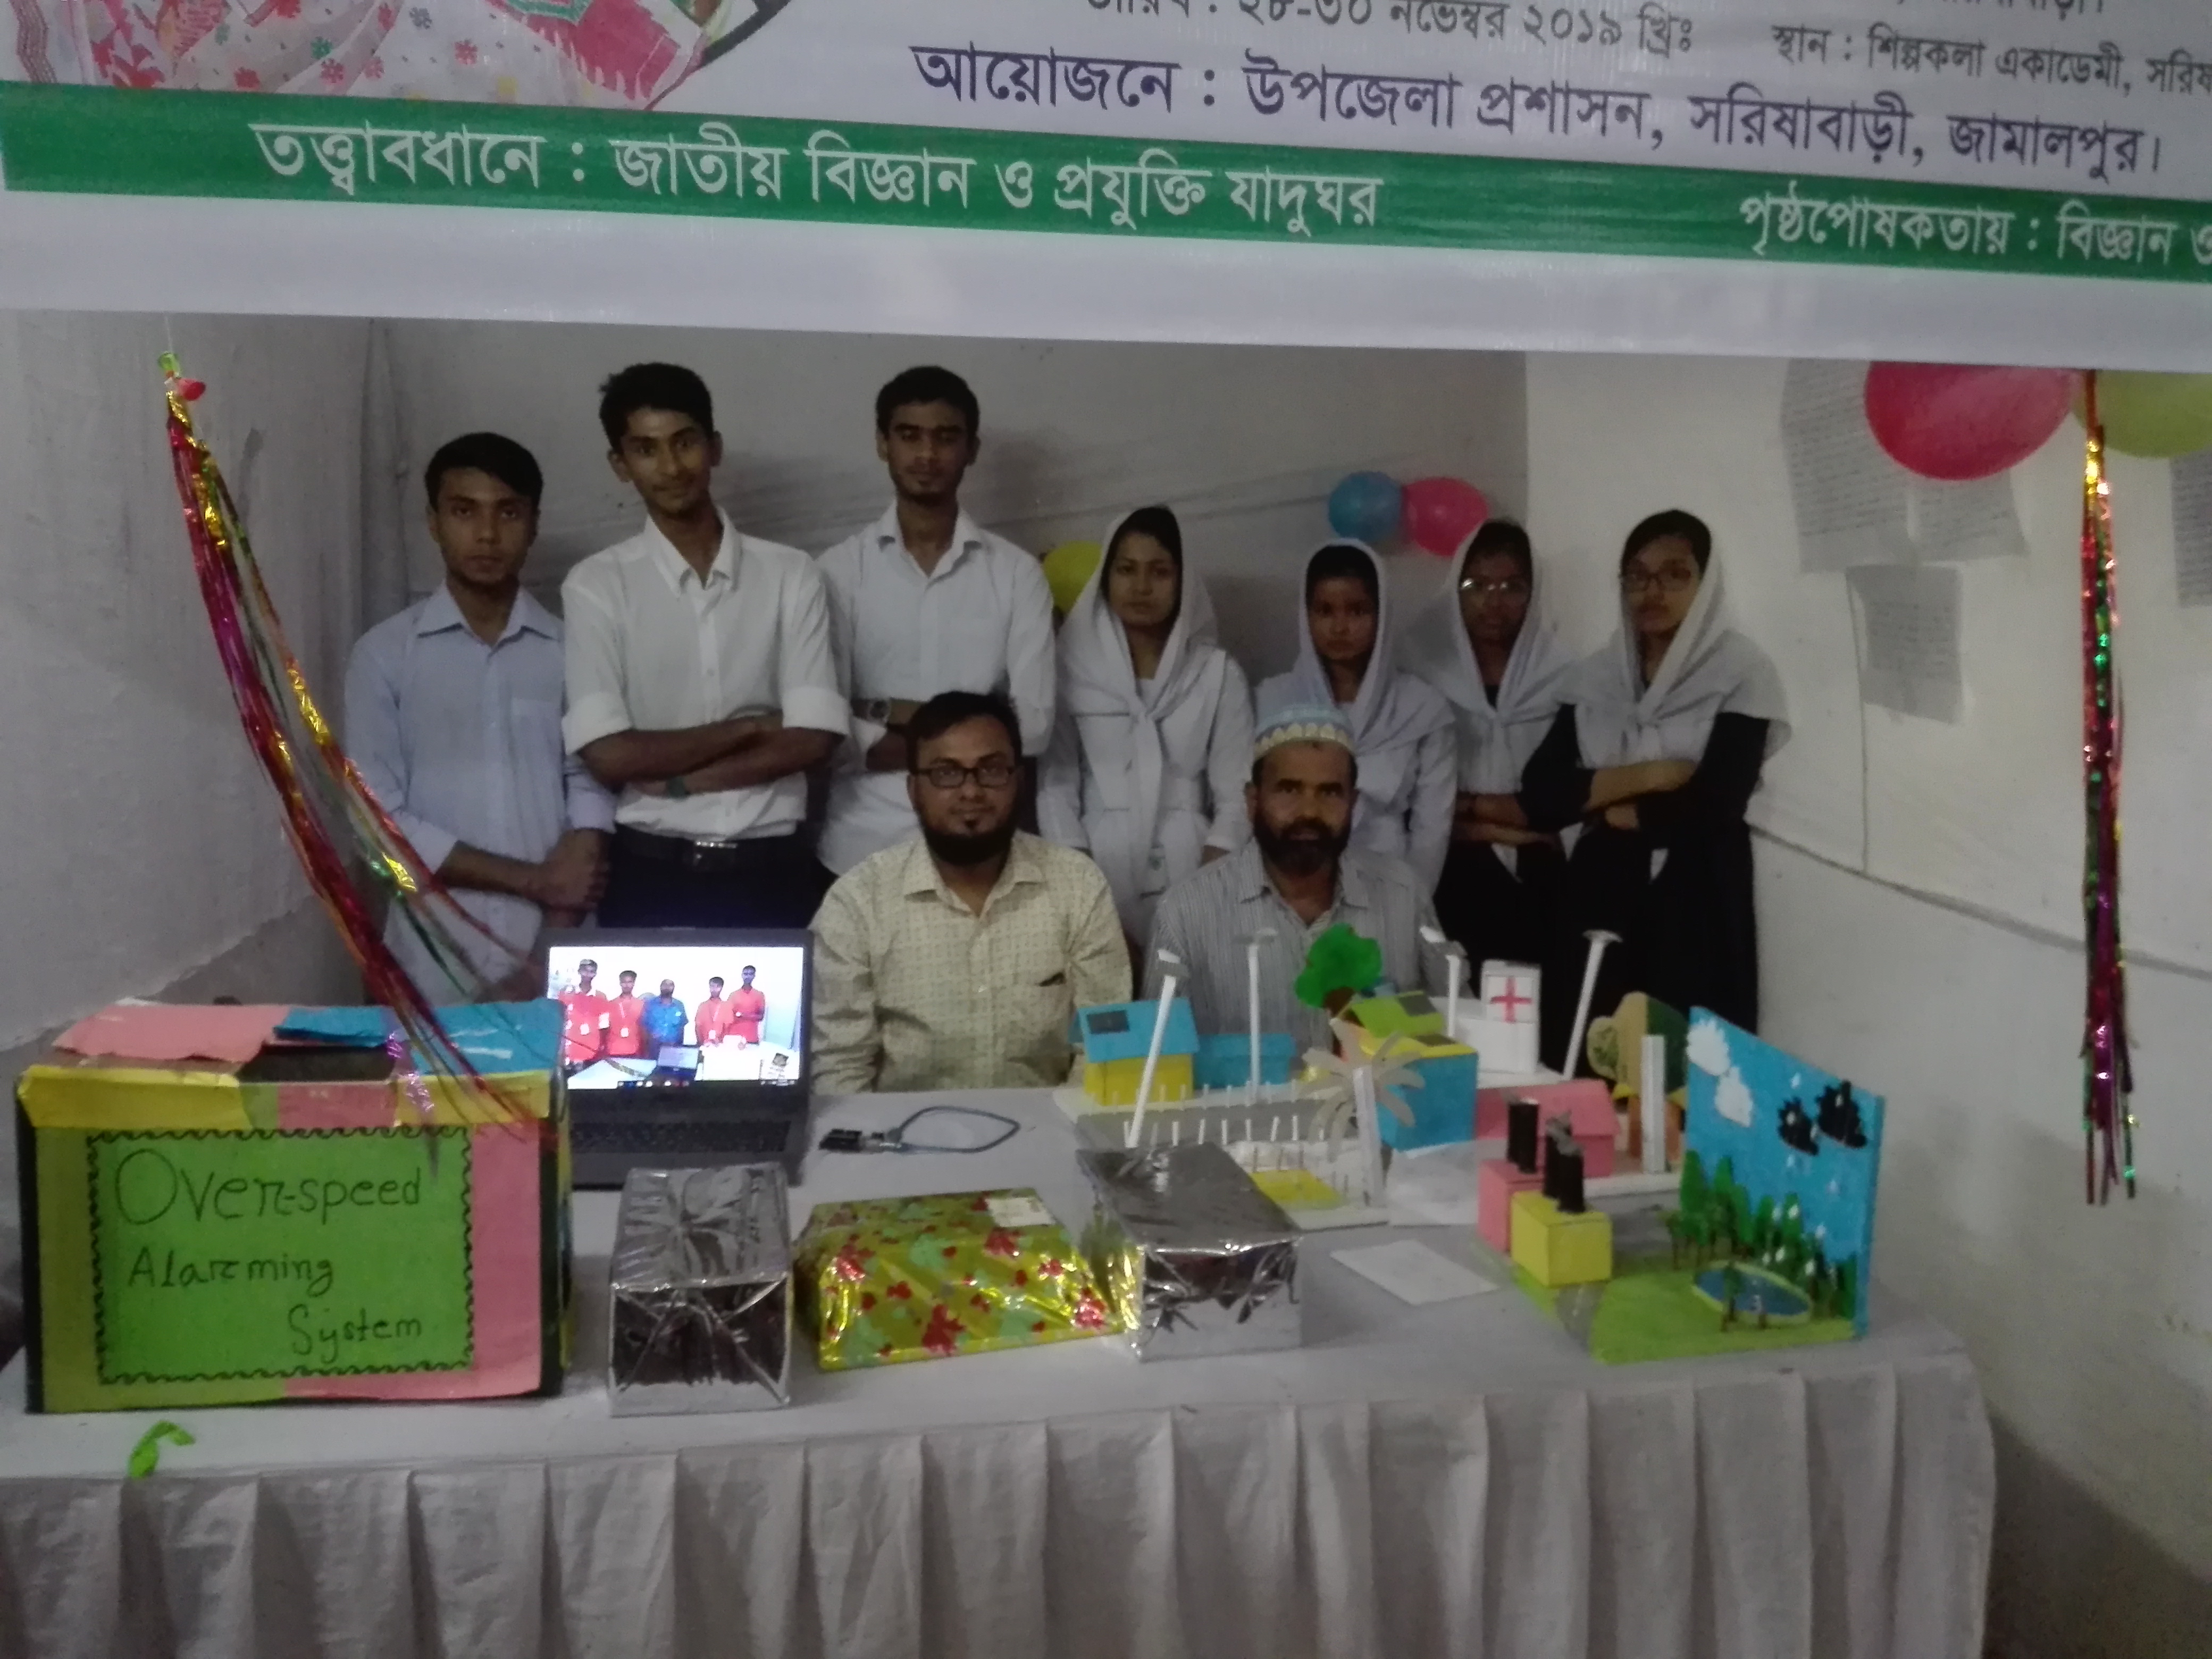 তারিখ : ২৮-৩০ নভেম্বর ২০১৯ খ্রিঃ স্থান : শিল্পকলা একাডেমী,
আয়োজনে : উপজেলা প্রশাসন, সরিষাবাড়ী, জামালপুর।
তত্ত্বাবধানে : জাতীয় বিজ্ঞান ও প্রযুক্তি যাদুঘর পৃষ্ঠপোষকতায় : বিজ্ঞান ও
Over-speed
Alarming
System